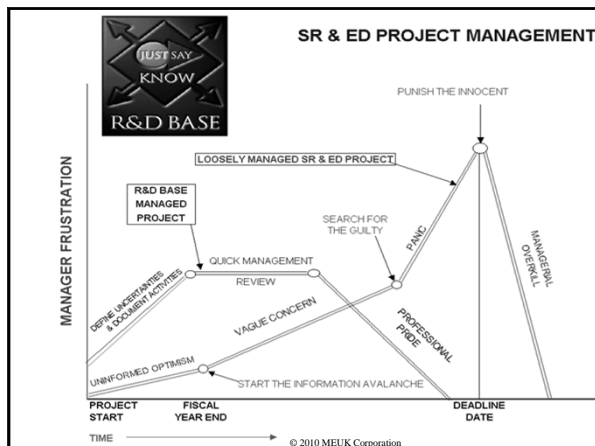 SR & ED PROJECT MANAGEMENT
JUST SAY
KNOW
R&D BASE
PUNISH THE INNOCENT
LOOSELY MANAGED SR & ED PROJECT
R&D BASE
MANAGED
PROJECT
SEARCH FOR
THE GUILTY
PANIC
MANAGERIAL
OVERKILL
MANAGER FRUSTRATION
QUICK MANAGEMENT
REVIEW
DEFINE UNCERTAINTIES
& DOCUMENT ACTIVITIES
VAGUE CONCERN
PROFESSIONAL
PRIDE
UNINFORMED OPTIMISM
START THE INFORMATION AVALANCHE
PROJECT
START
FISCAL
YEAR END
DEADLINE
DATE
TIME
© 2010 MEUK Corporation